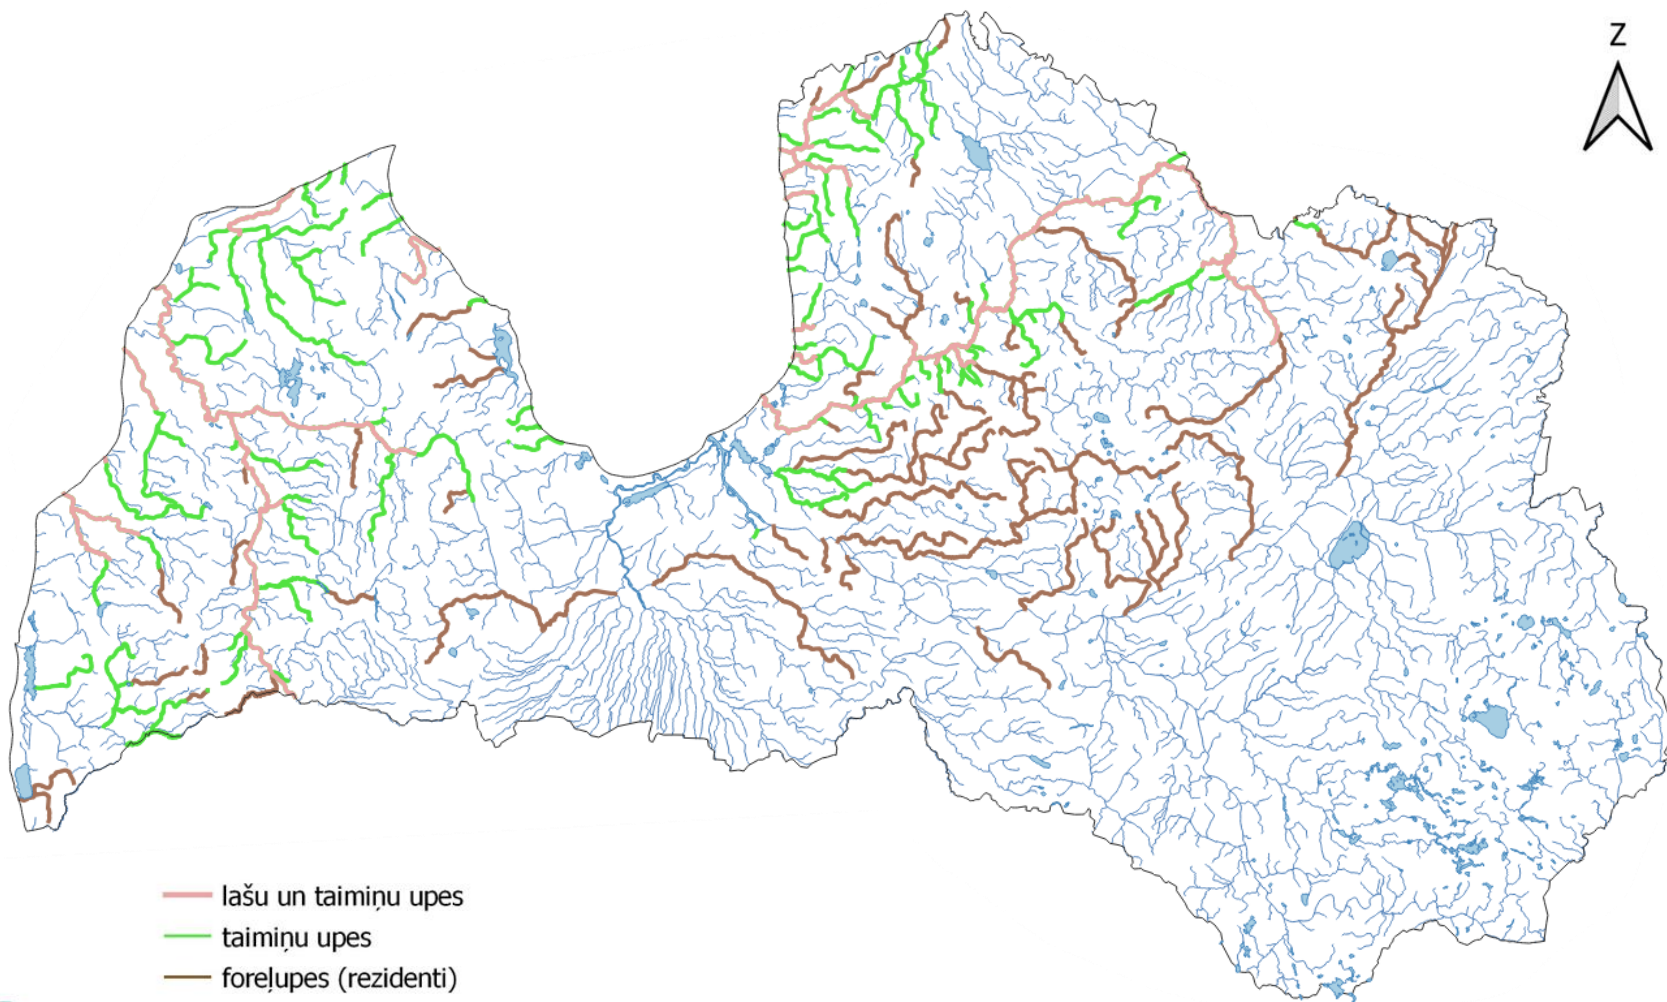 Z
lašu un taimiņu upes
taimiņu upes
foreļupes (rezidenti)